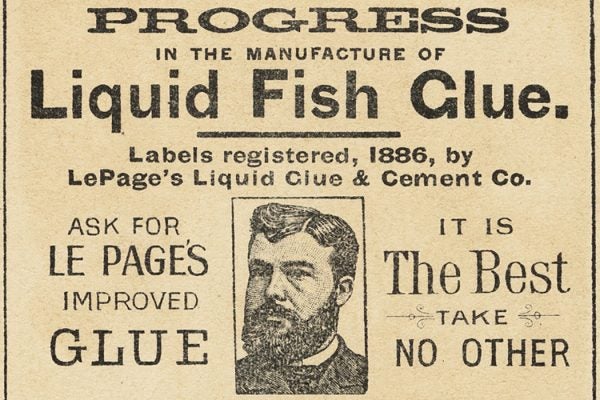 PROGRESS
IN THE MANUFACTURE OF
Liquid Fish Glue.
Labels registered, 1886, by
LePage's Liquid Glue & Cement Co.
ASK FOR
LE PAGE'S
IMPROVED
GLUE
IT IS
The Best
TAKE
NO OTHER